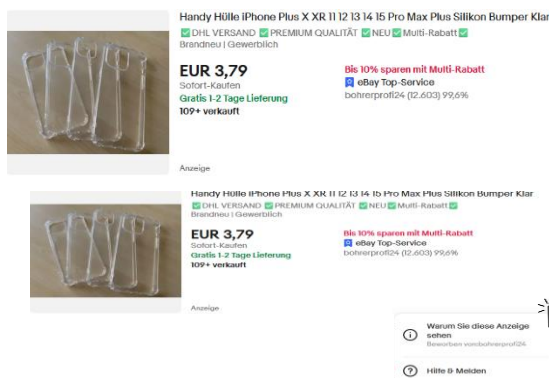 Handy Hülle iPhone Plus X XR 11 12 13 14 15 Pro Max Plus Silikon Bumper Klar
✅DHL VERSAND ✅PREMIUM QUALITÄT ✅NEU✅Multi-Rabatt✅
Brandneu | Gewerblich
EUR 3,79
Sofort-Kaufen
Gratis 1-2 Tage Lieferung
109+ verkauft
Bis 10% sparen mit Multi-Rabatt
eBay Top-Service
bohrerprofi24 (12.603) 99,6%
Anzeige
Handy Hülle iPhone Plus X XR 11 12 13 14 15 Pro Max Plus Silikon Bumper Klar
✅DHL VERSAND ✅PREMIUM QUALITÄT ✅NEU✅Multi-Rabatt✅
Brandneu | Gewerblich
EUR 3,79
Sofort-Kaufen
Gratis 1-2 Tage Lieferung
109+ verkauft
Bis 10% sparen mit Multi-Rabatt
eBay Top-Service
bohrerprofi24 (12.603) 99,6%
Anzeige
Warum Sie diese Anzeige
sehen
Beworben vonbohrerprofi24
Hilfe & Melden